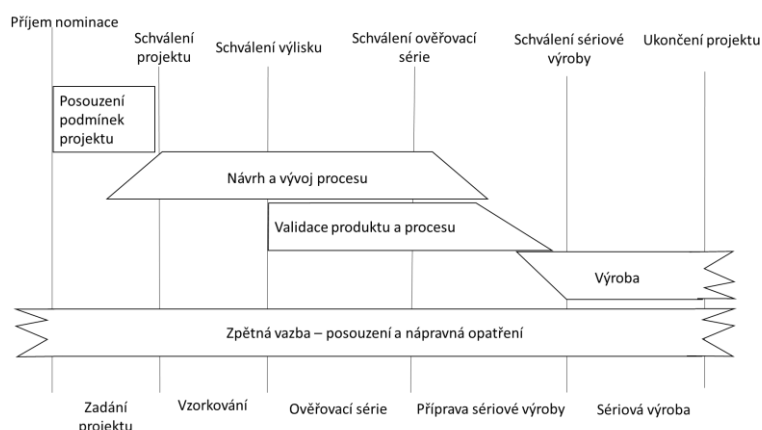 Příjem nominace
Schválení
projektu
Schválení výlisku
Schválení ověřovací
série
Schválení sériové
výroby
Ukončení projektu
Posouzení
podmínek
projektu
Návrh a vývoj procesu
Validace produktu a procesu
Výroba
Zpětná vazba – posouzení a nápravná opatření
Zadání
projektu
Vzorkování
Ověřovací série
Příprava sériové výroby
Sériová výroba